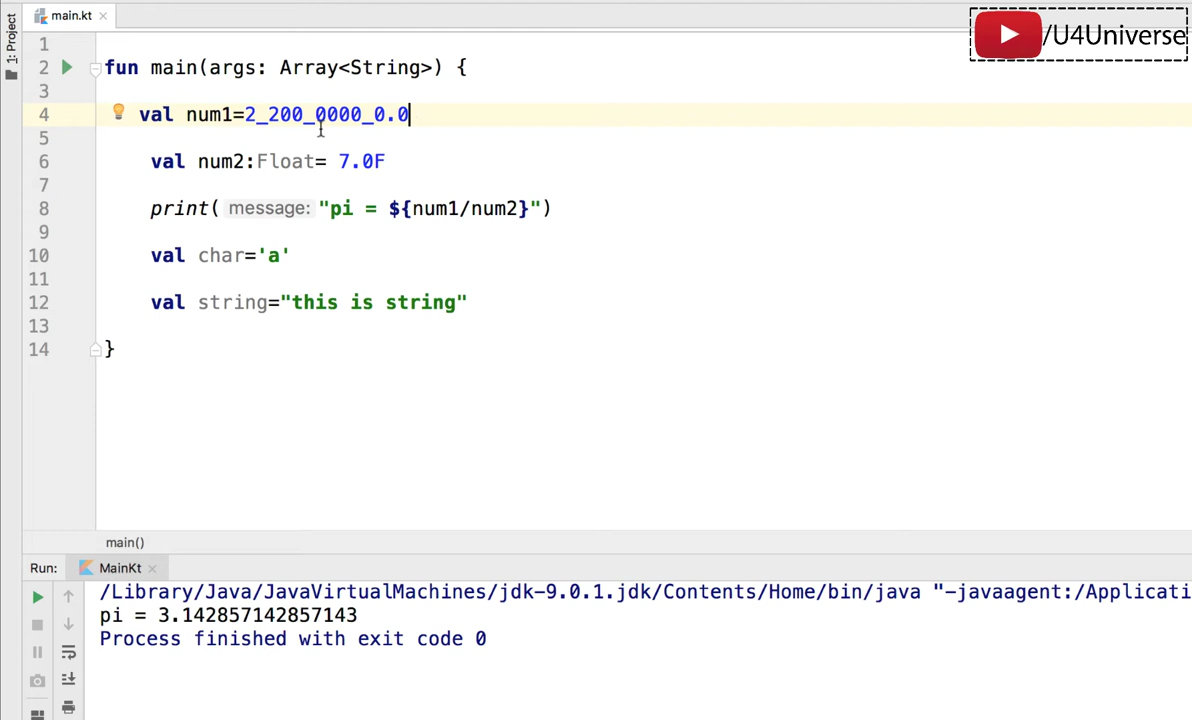 main.kt
/U4Universe
1: Project
1
2 fun main(args: Array<String>) {
3
4 val num1=2_200_0000_0.0
5
6 val num2:Float= 7.0F
7
8 print( message: "pi = ${num1/num2}")
9
10 val char='a'
11
12 val string="this is string"
13
14 }
main()
Run: MainKt
/Library/Java/JavaVirtualMachines/jdk-9.0.1.jdk/Contents/Home/bin/java "-javaagent:/Applicati
pi = 3.142857142857143
Process finished with exit code 0